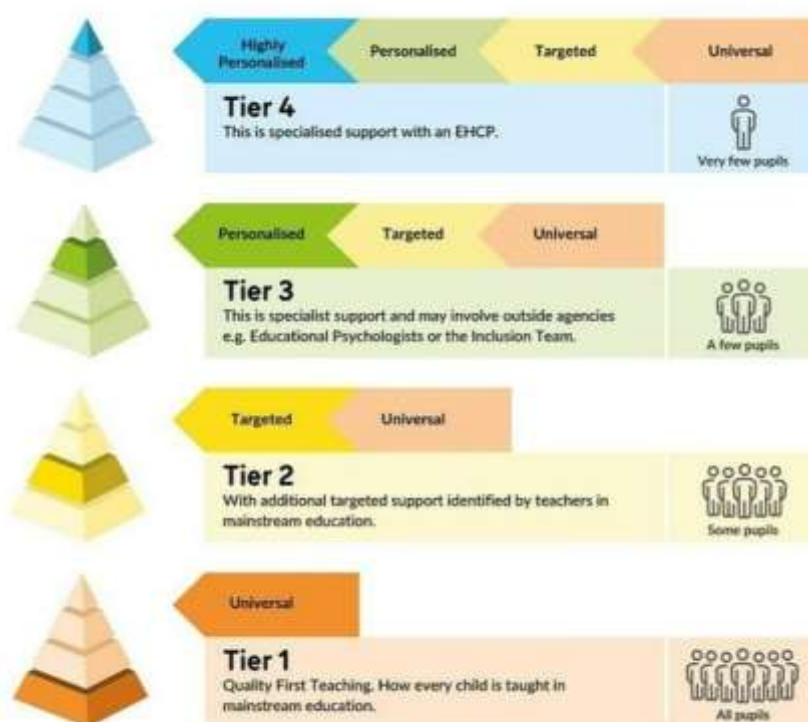 Highly
Personalised
Personalised
Targeted
Universal
Tier 4
This is specialised support with an EHCP.
Very few pupils
Personalised
Targeted
Universal
Tier 3
This is specialist support and may involve outside agencies
e.g. Educational Psychologists or the Inclusion Team.
A few pupils
Targeted
Universal
Tier 2
With additional targeted support identified by teachers in
mainstream education.
Some pupils
Universal
Tier 1
Quality First Teaching. How every child is taught in
mainstream education.
All pupils